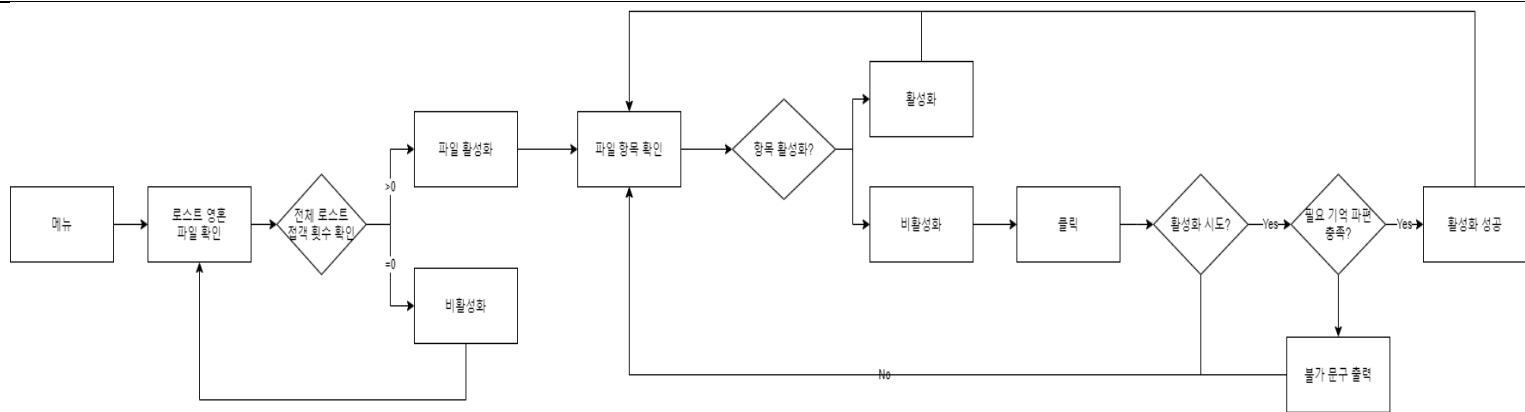 메뉴
로스트 영혼
파일 확인
전체 로스트
접객 횟수 확인
>0
=0
파일 활성화
비활성화
파일 항목 확인
항목 활성화?
활성화
비활성화
클릭
활성화 시도?
Yes
필요 기억 파편
충족?
Yes
활성화 성공
불가 문구 출력
No